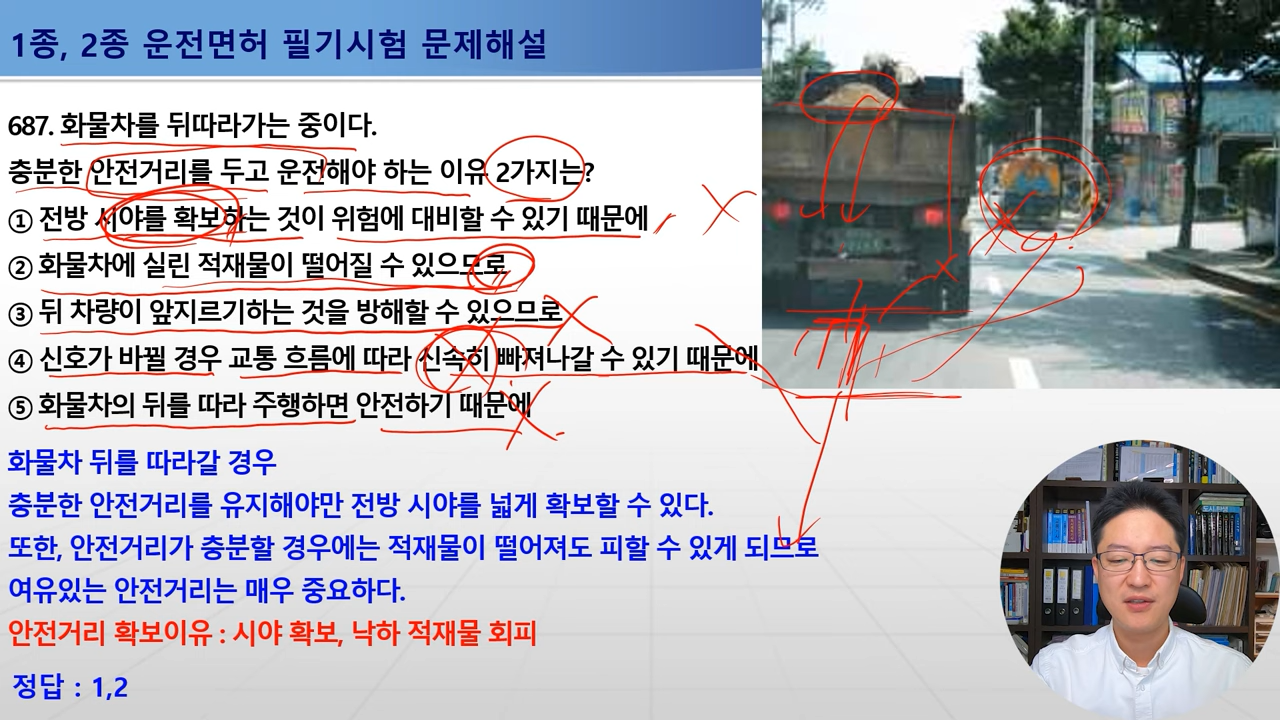 1종, 2종 운전면허 필기시험 문제해설
687. 화물차를 뒤따라가는 중이다.
충분한 안전거리를 두고 운전해야 하는 이유 2가지는?
① 전방 시야를 확보하는 것이 위험에 대비할 수 있기 때문에
② 화물차에 실린 적재물이 떨어질 수 있으므로
③ 뒤 차량이 앞지르기하는 것을 방해할 수 있으므로
④ 신호가 바뀔 경우 교통 흐름에 따라 신속히 빠져나갈 수 있기 때문에
⑤ 화물차의 뒤를 따라 주행하면 안전하기 때문에
화물차 뒤를 따라갈 경우
충분한 안전거리를 유지해야만 전방 시야를 넓게 확보할 수 있다.
또한, 안전거리가 충분할 경우에는 적재물이 떨어져도 피할 수 있게 되므로
여유있는 안전거리는 매우 중요하다.
안전거리 확보이유 : 시야 확보, 낙하 적재물 회피
정답 : 1,2